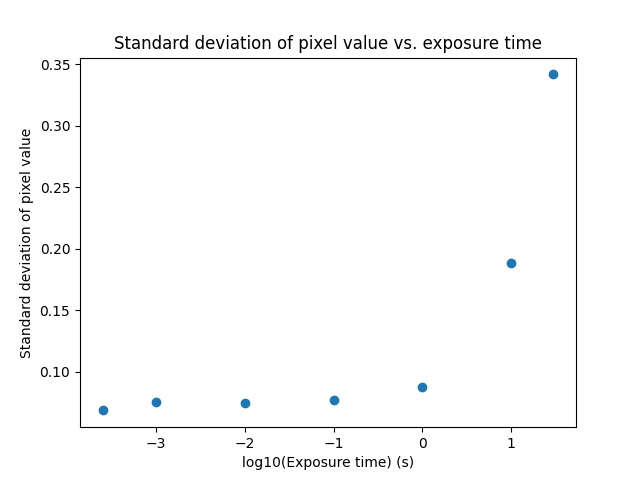 Standard deviation of pixel value vs. exposure time
0.35
0.30
0.25
0.20
0.15
0.10
Standard deviation of pixel value
−3 −2 −1 0 1
log10(Exposure time) (s)